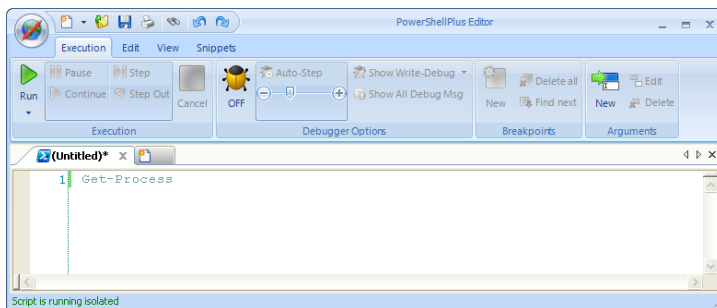 PowerShellPlus Editor
Execution Edit View Snippets
Run
Pause Step
Continue Step Out
Cancel
Execution
OFF
Auto-Step Show Write-Debug
Show All Debug Msg
Debugger Options
New
Delete all
Find next
Breakpoints
New
Edit
Delete
Arguments
(Untitled)* X
1 Get-Process
Script is running isolated